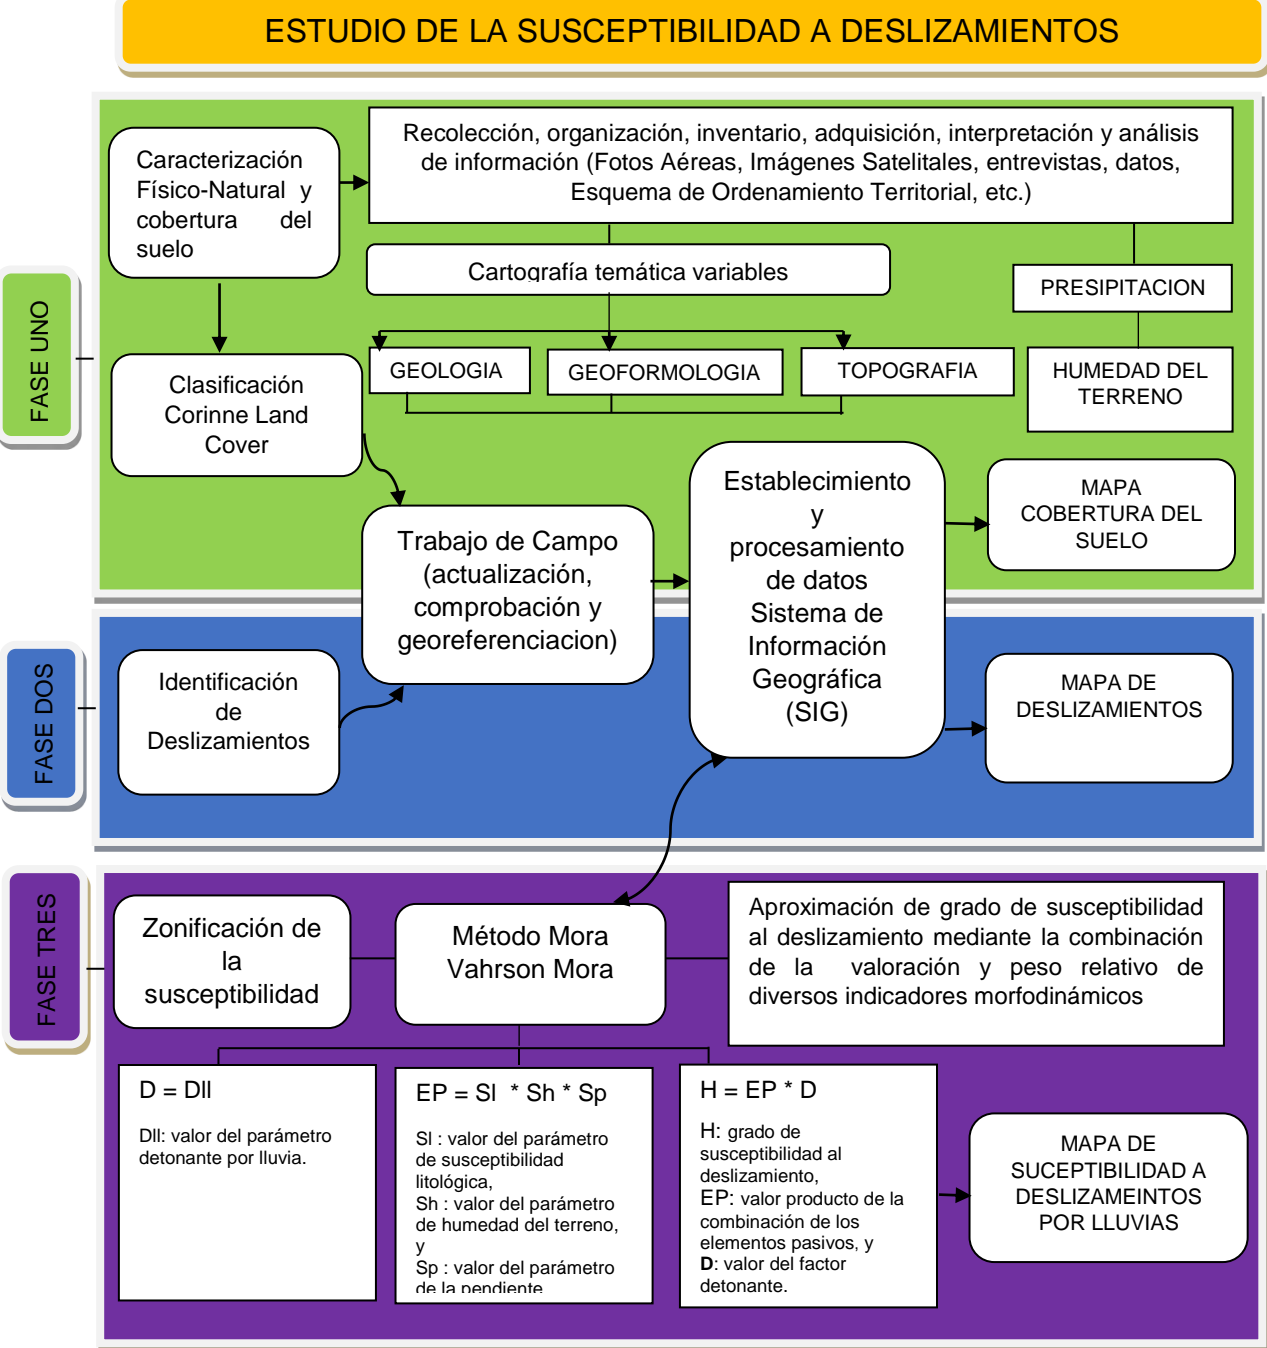 ESTUDIO DE LA SUSCEPTIBILIDAD A DESLIZAMIENTOS
FASE UNO
Caracterización
Físico-Natural y
cobertura del
suelo
Recolección, organización, inventario, adquisición, interpretación y análisis
de información (Fotos Aéreas, Imágenes Satelitales, entrevistas, datos,
Esquema de Ordenamiento Territorial, etc.)
Cartografía temática variables
PRESIPITACION
GEOLOGIA
GEOFORMOLOGIA
TOPOGRAFIA
HUMEDAD DEL
TERRENO
Clasificación
Corinne Land
Cover
Trabajo de Campo
(actualización,
comprobación y
georeferenciacion)
Establecimiento
y
procesamiento
de datos
Sistema de
Información
Geográfica
(SIG)
MAPA
COBERTURA DEL
SUELO
FASE DOS
Identificación
de
Deslizamientos
MAPA DE
DESLIZAMIENTOS
FASE TRES
Zonificación de
la
susceptibilidad
Método Mora
Vahrson Mora
Aproximación de grado de susceptibilidad
al deslizamiento mediante la combinación
de la valoración y peso relativo de
diversos indicadores morfodinámicos
D = Dll
Dll: valor del parámetro
detonante por lluvia.
EP = Sl * Sh * Sp
Sl : valor del parámetro
de susceptibilidad
litológica,
Sh : valor del parámetro
de humedad del terreno,
y
Sp : valor del parámetro
de la pendiente
H = EP * D
H: grado de
susceptibilidad al
deslizamiento,
EP: valor producto de la
combinación de los
elementos pasivos, y
D: valor del factor
detonante.
MAPA DE
SUCEPTIBILIDAD A
DESLIZAMEINTOS
POR LLUVIAS